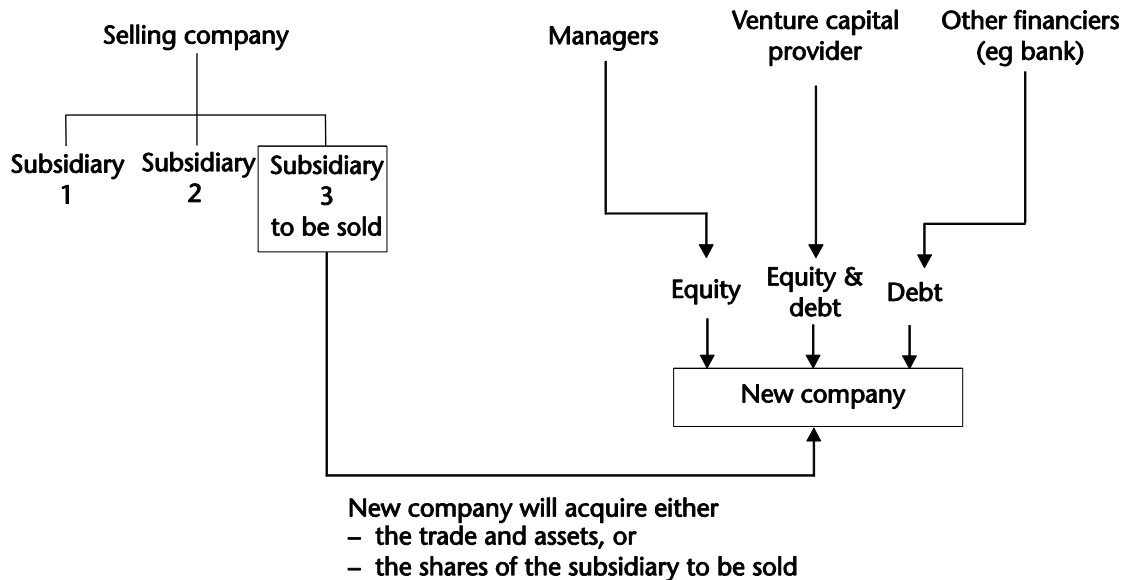 Selling company
Subsidiary
1
Subsidiary
2
Subsidiary
3
to be sold
Managers
Venture capital
provider
Other financiers
(eg bank)
Equity
Equity &
debt
Debt
New company
New company will acquire either
– the trade and assets, or
– the shares of the subsidiary to be sold